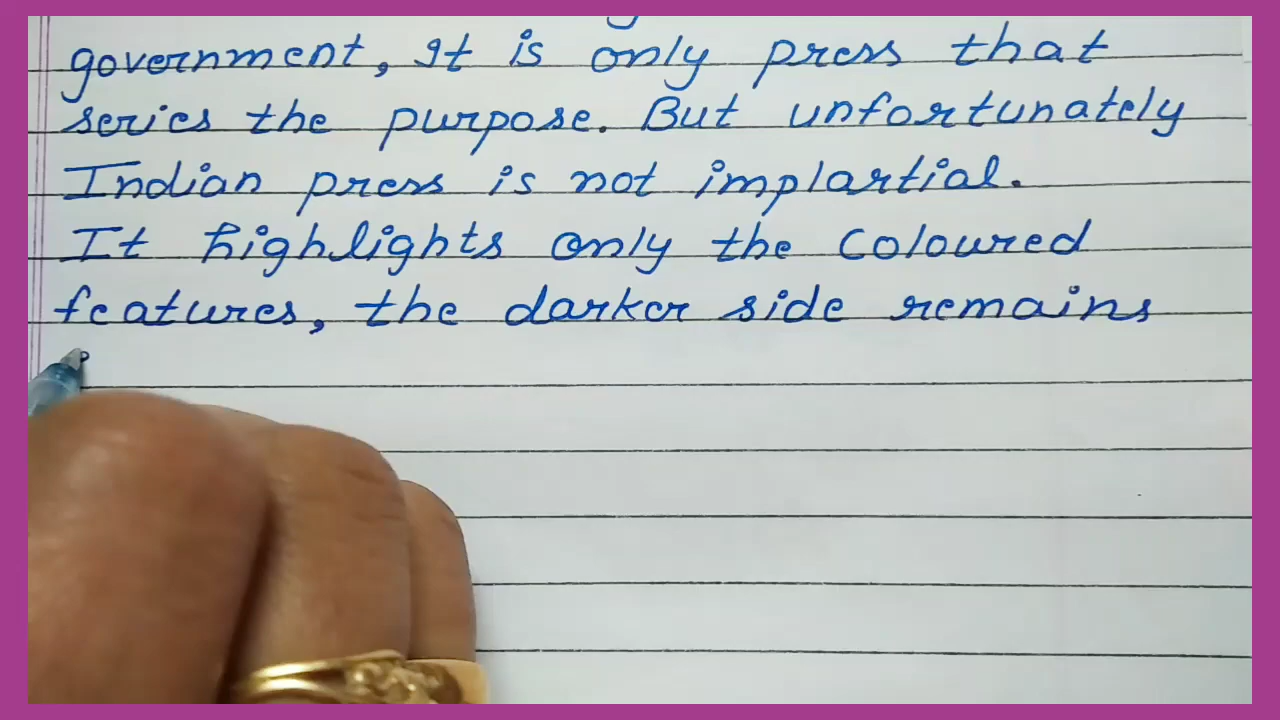 government, It is only press that
series the purpose. But unfortunately
Indian press is not implartial.
It highlights only the coloured
features, the darker side remains